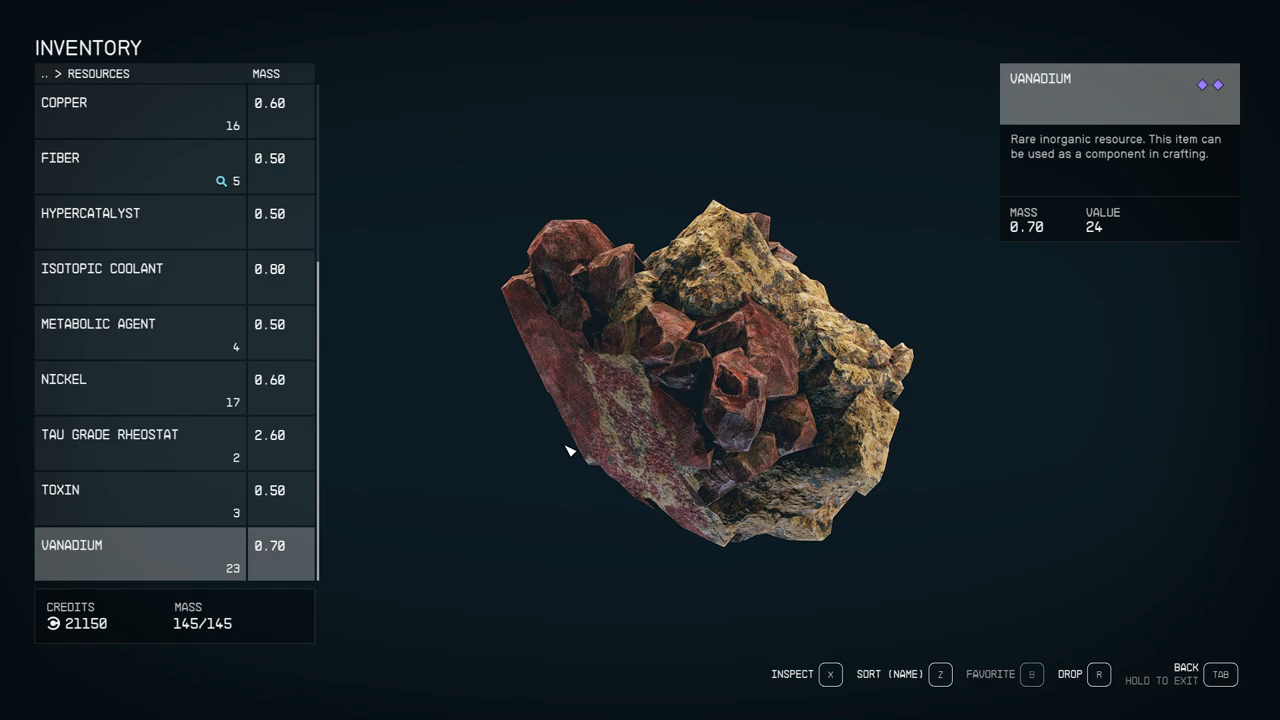 INVENTORY
.. > RESOURCES MASS
COPPER 0.60
16
FIBER 0.50
5
HYPERCATALYST 0.50
ISOTOPIC COOLANT 0.80
METABOLIC AGENT 0.50
4
NICKEL 0.60
17
TAU GRADE RHEOSTAT 2.60
2
TOXIN 0.50
3
VANADIUM 0.70
23
CREDITS MASS
21150 145/145
VANADIUM
Rare inorganic resource. This item can
be used as a component in crafting.
MASS VALUE
0.70 24
INSPECT X SORT (NAME) Z FAVORITE B DROP R BACK TAB
HOLD TO EXIT